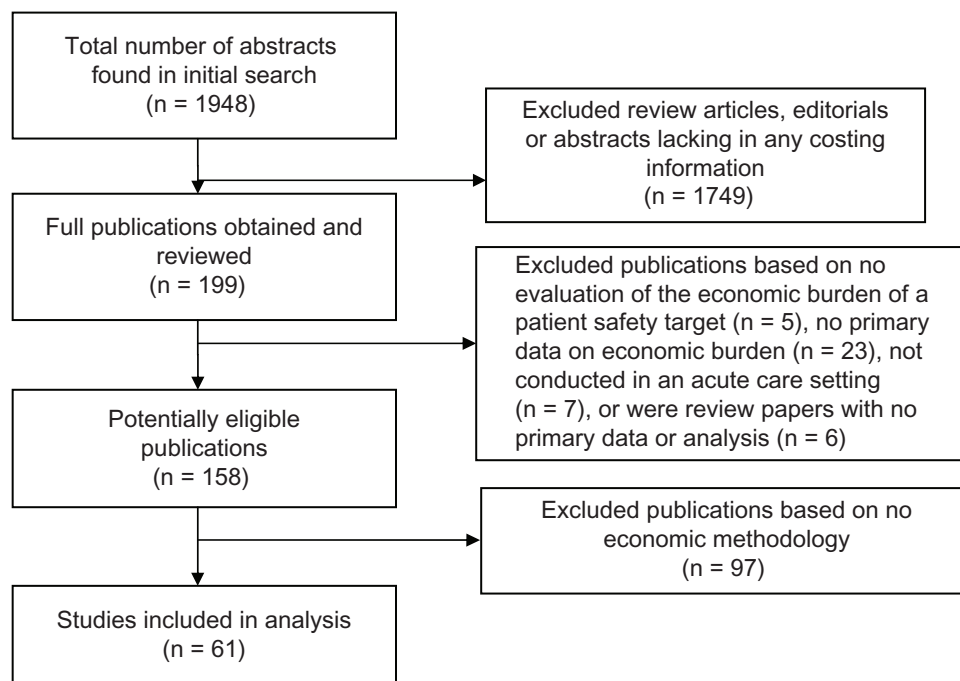 Total number of abstracts
found in initial search
(n = 1948)
Excluded review articles, editorials
or abstracts lacking in any costing
information
(n = 1749)
Full publications obtained and
reviewed
(n = 199)
Excluded publications based on no
evaluation of the economic burden of a
patient safety target (n = 5), no primary
data on economic burden (n = 23), not
conducted in an acute care setting
(n = 7), or were review papers with no
primary data or analysis (n = 6)
Potentially eligible
publications
(n = 158)
Excluded publications based on no
economic methodology
(n = 97)
Studies included in analysis
(n = 61)